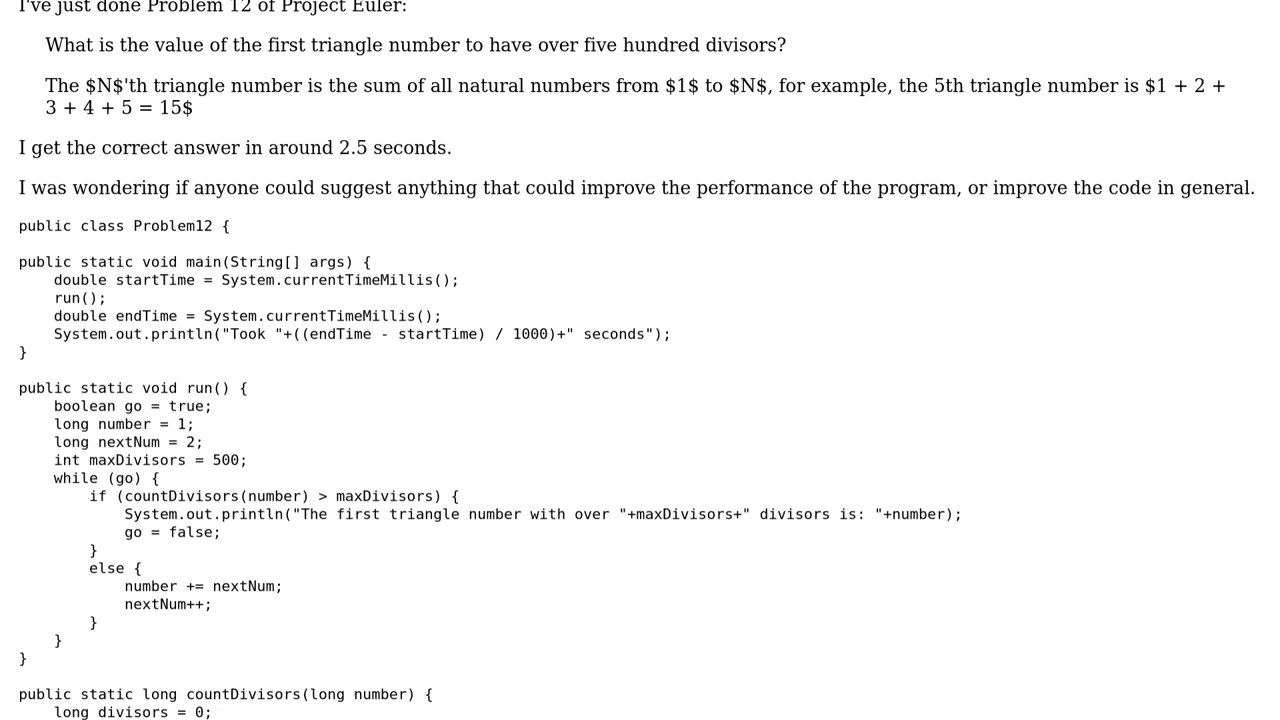 I've just done Problem 12 of Project Euler:
What is the value of the first triangle number to have over five hundred divisors?
The $N$'th triangle number is the sum of all natural numbers from $1$ to $N$, for example, the 5th triangle number is $1 + 2 +
3 + 4 + 5 = 15$
I get the correct answer in around 2.5 seconds.
I was wondering if anyone could suggest anything that could improve the performance of the program, or improve the code in general.
public class Problem12 {
public static void main(String[] args) {
    double startTime = System.currentTimeMillis();
    run();
    double endTime = System.currentTimeMillis();
    System.out.println("Took "+((endTime - startTime) / 1000)+" seconds");
}
public static void run() {
    boolean go = true;
    long number = 1;
    long nextNum = 2;
    int maxDivisors = 500;
    while (go) {
        if (countDivisors(number) > maxDivisors) {
            System.out.println("The first triangle number with over "+maxDivisors+" divisors is: "+number);
            go = false;
        }
        else {
            number += nextNum;
            nextNum++;
        }
    }
}
public static long countDivisors(long number) {
    long divisors = 0;